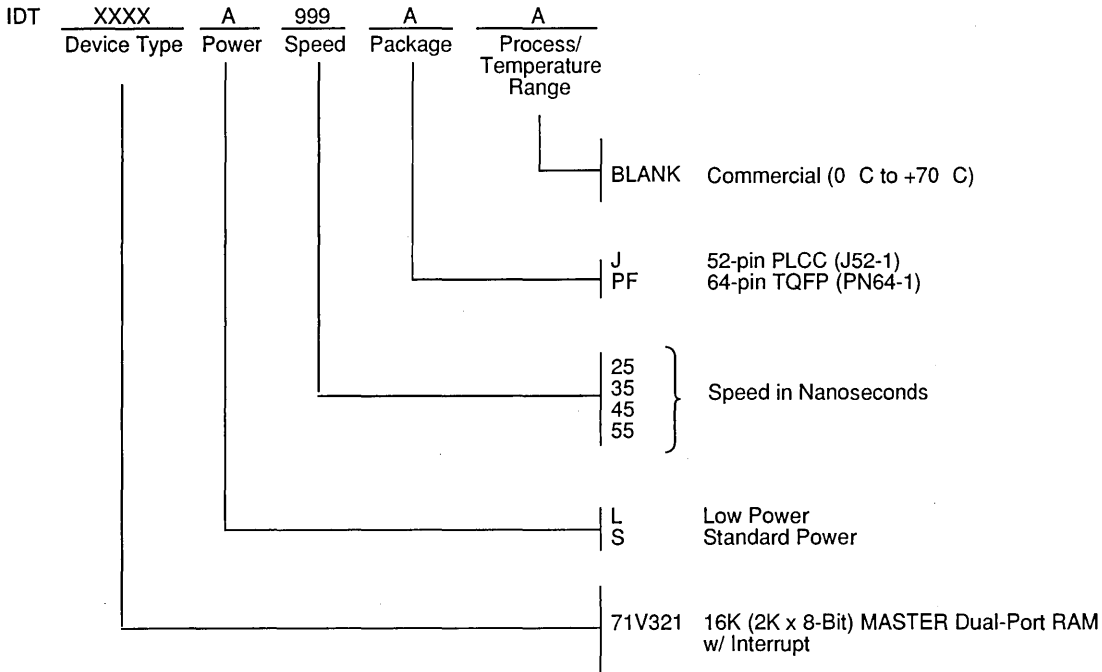 IDT XXXX A 999 A A
Device Type Power Speed Package Process/
Temperature
Range
BLANK Commercial (0 C to +70 C)
J 52-pin PLCC (J52-1)
PF 64-pin TQFP (PN64-1)
25
35
45
55
Speed in Nanoseconds
L Low Power
S Standard Power
71V321 16K (2K x 8-Bit) MASTER Dual-Port RAM
w/ Interrupt